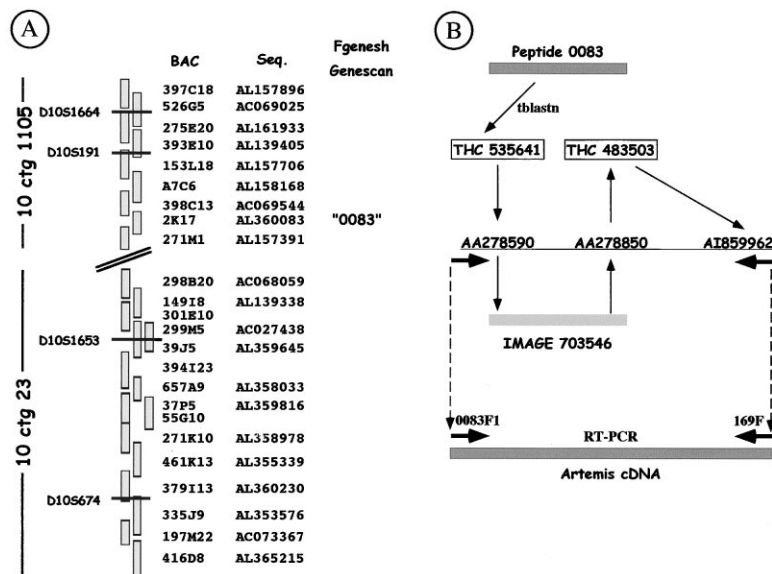 A
BAC Seq. Fgenesh
Genescan
10 ctg 1105
397C18 AL157896
526G5 AC069025
D10S1664
275E20 AL161933
393E10 AL139405
D10S191
153L18 AL157706
A7C6 AL158168
398C13 AC069544
2K17 AL360083 "0083"
271M1 AL157391
10 ctg 23
298B20 AC068059
149I8 AL139338
301E10
299M5 AC027438
D10S1653
39J5 AL359645
394I23
657A9 AL358033
37P5 AL359816
55G10
271K10 AL358978
461K13 AL355339
379I13 AL360230
D10S674
335J9 AL353576
197M22 AC073367
416D8 AL365215
B
Peptide 0083
tblastn
THC 535641 THC 483503
AA278590 AA278850 AI859962
IMAGE 703546
0083F1 RT-PCR 169F
Artemis cDNA